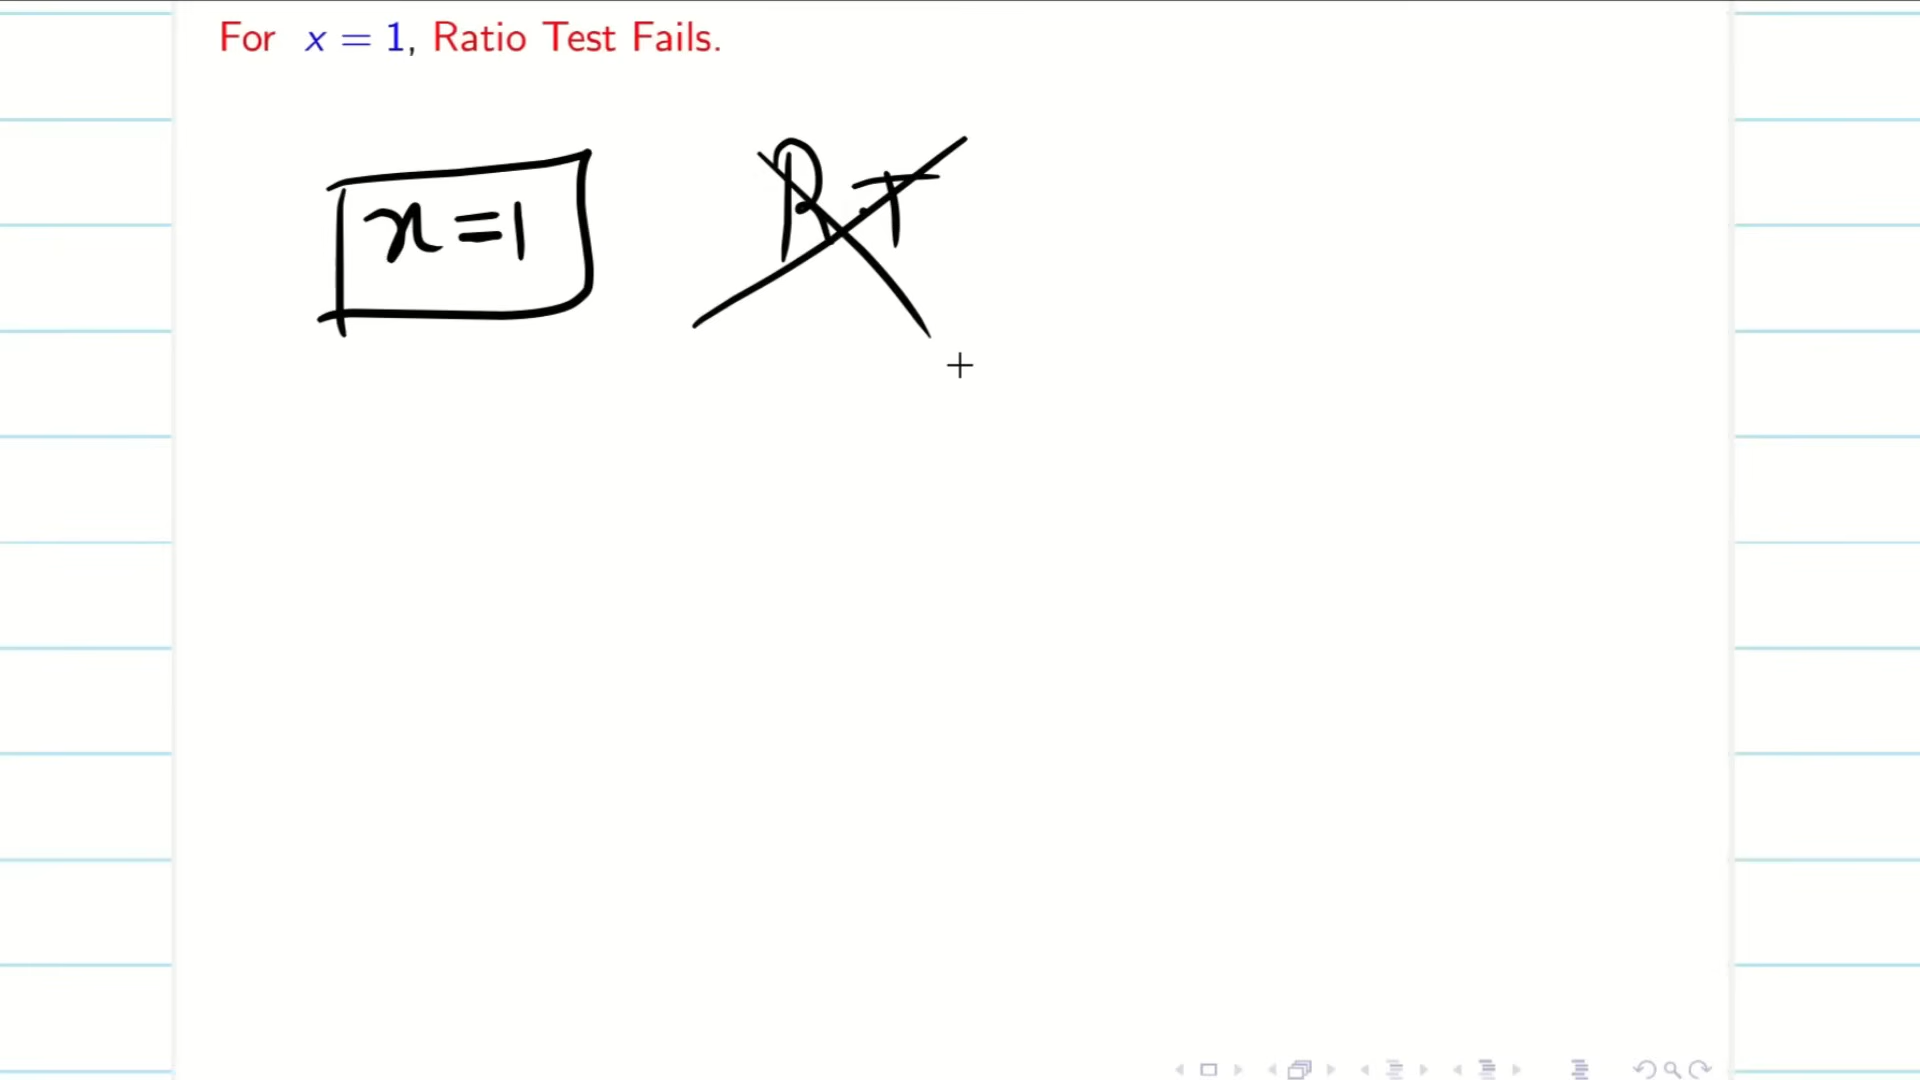 For x = 1, Ratio Test Fails.
x=1 R.T